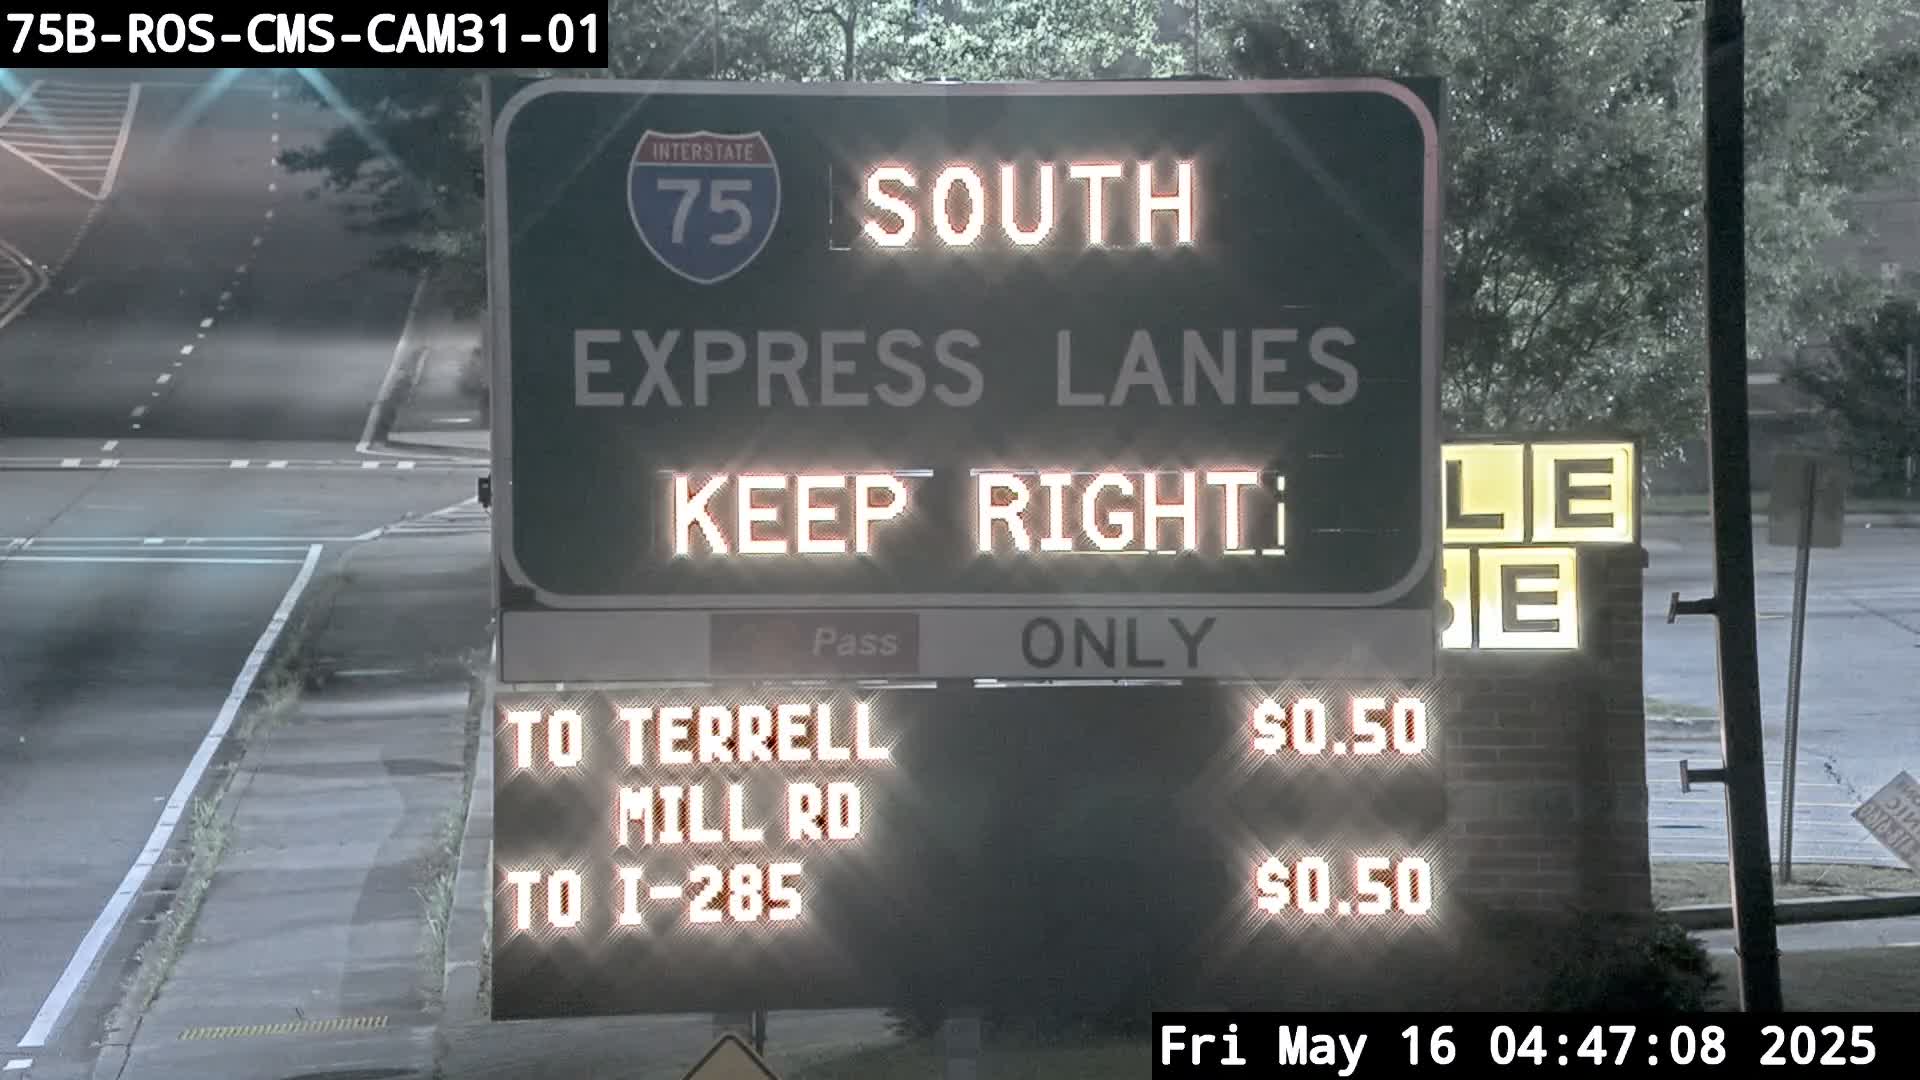 75B-ROS-CMS-CAM31-01
INTERSTATE
75
SOUTH
EXPRESS LANES
KEEP RIGHT
Pass ONLY
LE
E
TO TERRELL $0.50
MILL RD
TO I-285 $0.50
Fri May 16 04:47:08 2025